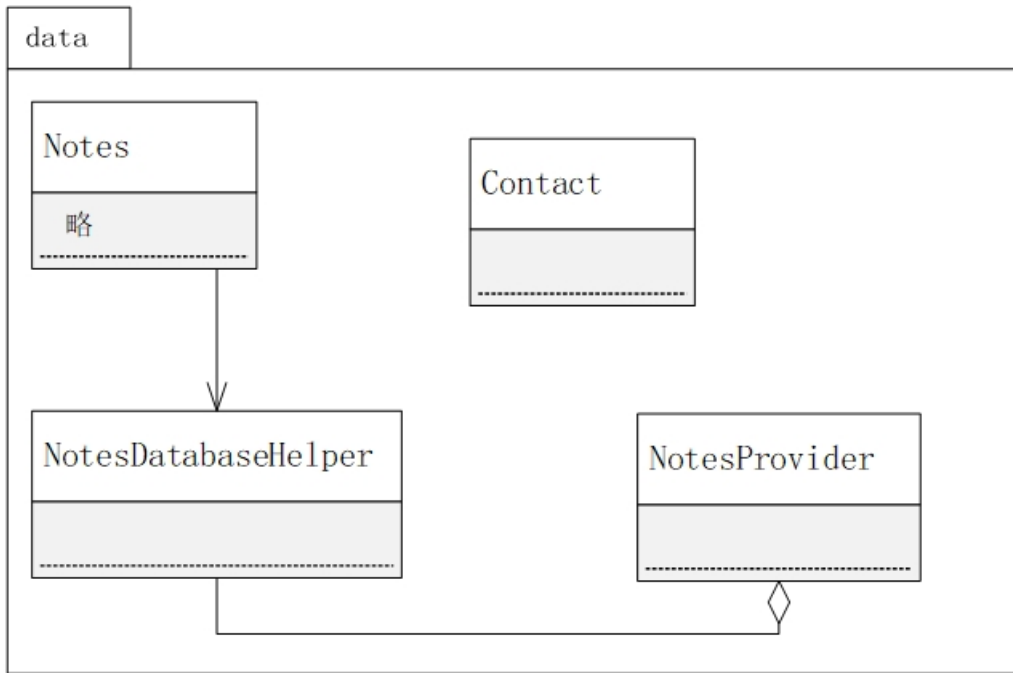 data
Notes
略
Contact
NotesDatabaseHelper
NotesProvider